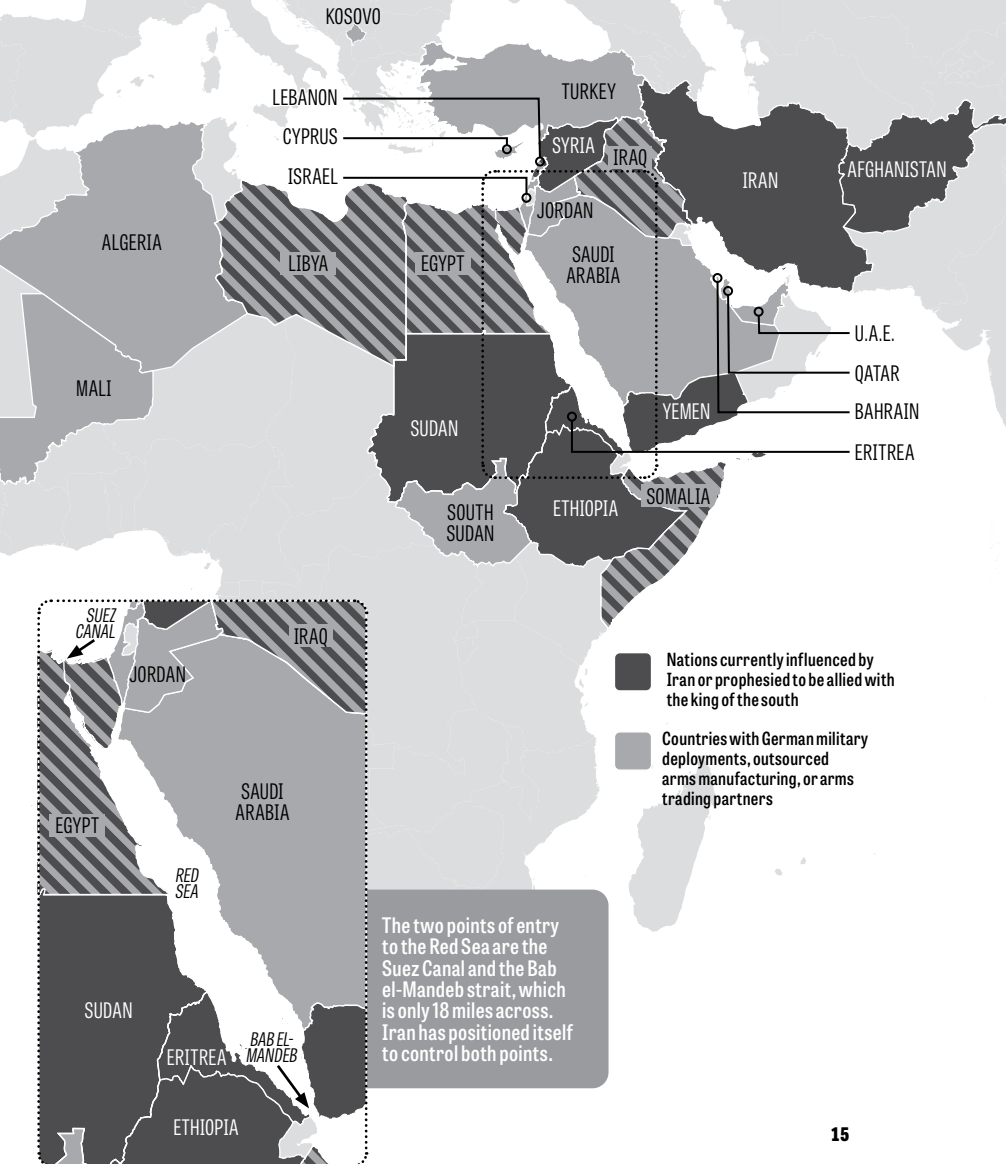 KOSOVO
TURKEY
LEBANON
CYPRUS
SYRIA
IRAQ
ISRAEL
IRAN
AFGHANISTAN
JORDAN
ALGERIA
LIBYA
EGYPT
SAUDI
ARABIA
U.A.E.
QATAR
MALI
BAHRAIN
YEMEN
SUDAN
ERITREA
SOMALIA
ETHIOPIA
SOUTH
SUDAN
SUEZ
CANAL
IRAQ
JORDAN
SAUDI
ARABIA
EGYPT
RED
SEA
SUDAN
BAB EL-
MANDEB
ERITREA
ETHIOPIA
Nations currently influenced by
Iran or prophesied to be allied with
the king of the south
Countries with German military
deployments, outsourced
arms manufacturing, or arms
trading partners
The two points of entry
to the Red Sea are the
Suez Canal and the Bab
el-Mandeb strait, which
is only 18 miles across.
Iran has positioned itself
to control both points.
15